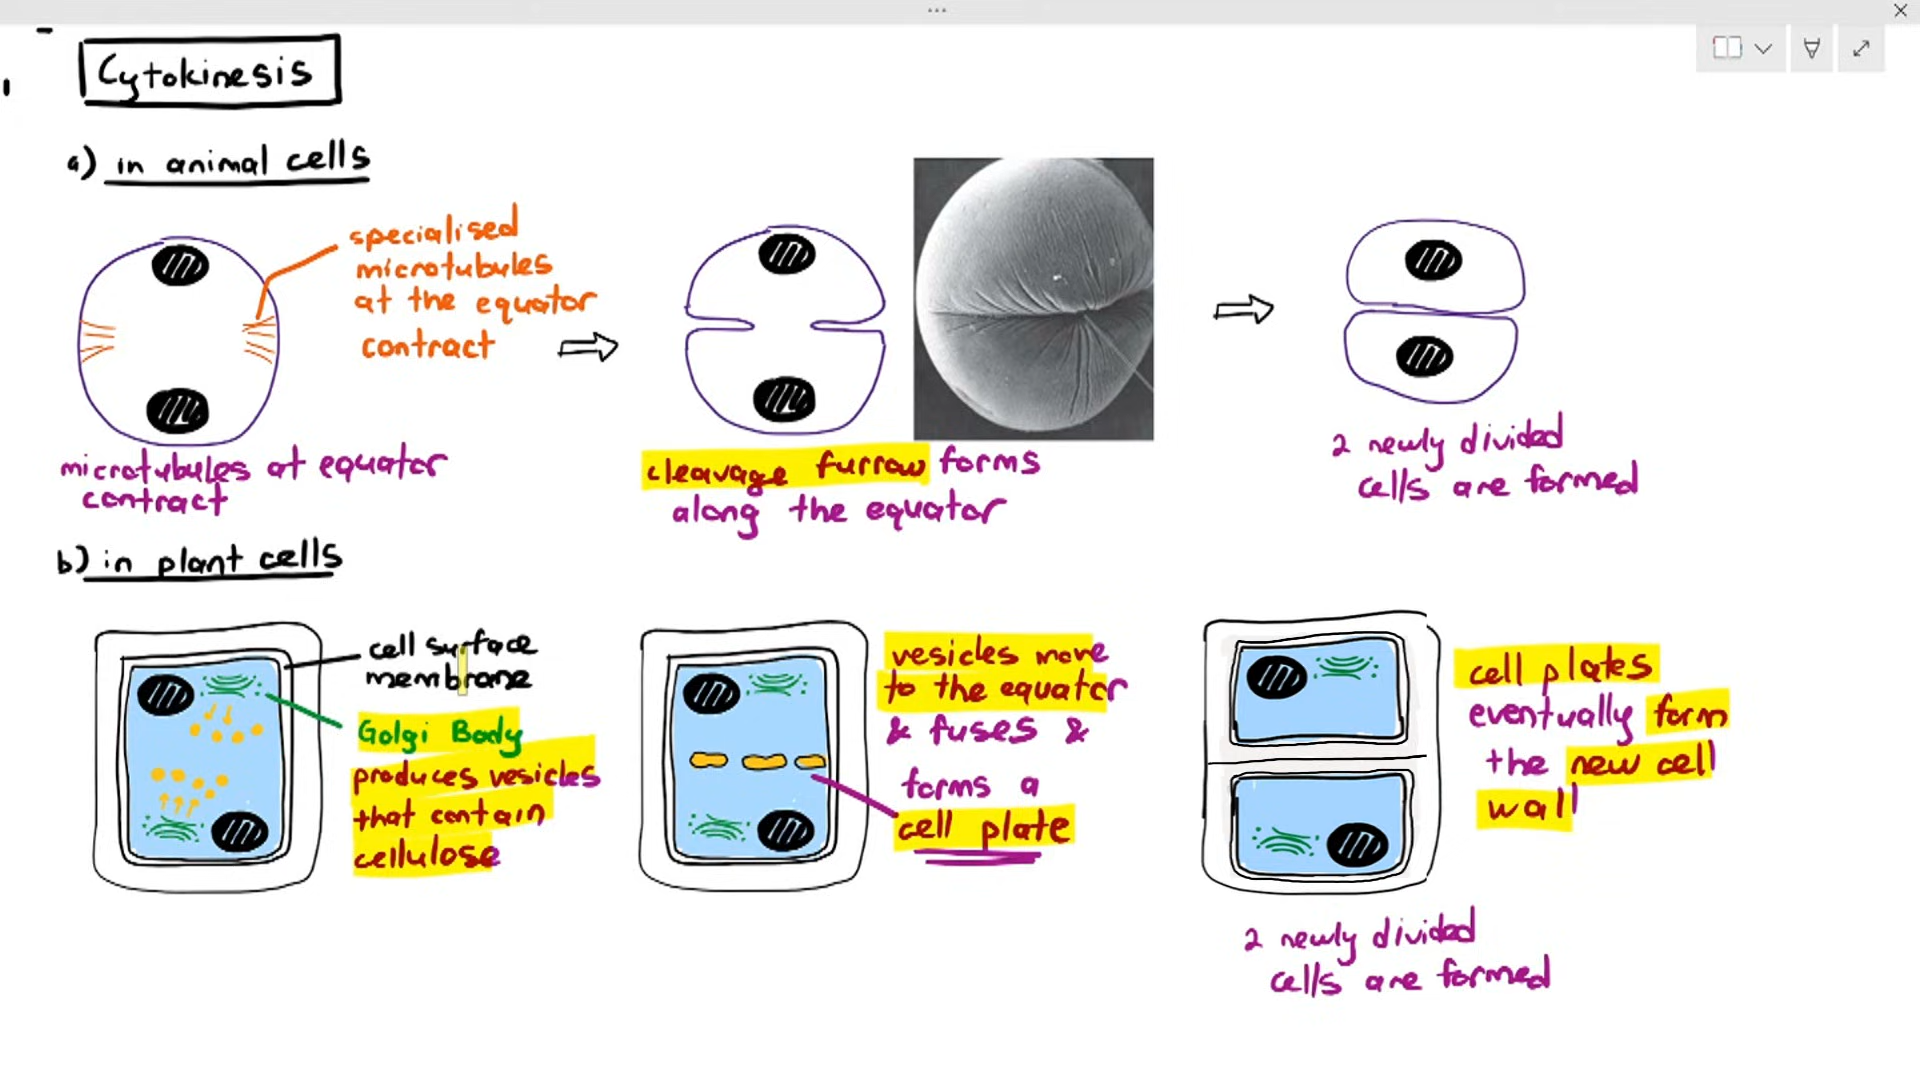 Cytokinesis
a) in animal cells
specialised
microtubules
at the equator
contract
microtubules at equator
contract
cleavage furrow forms
along the equator
2 newly divided
cells are formed
b) in plant cells
cell surface
membrane
Golgi Body
produces vesicles
that contain
cellulose
vesicles move
to the equator
& fuses &
forms a
cell plate
cell plates
eventually form
the new cell
wall
2 newly divided
cells are formed